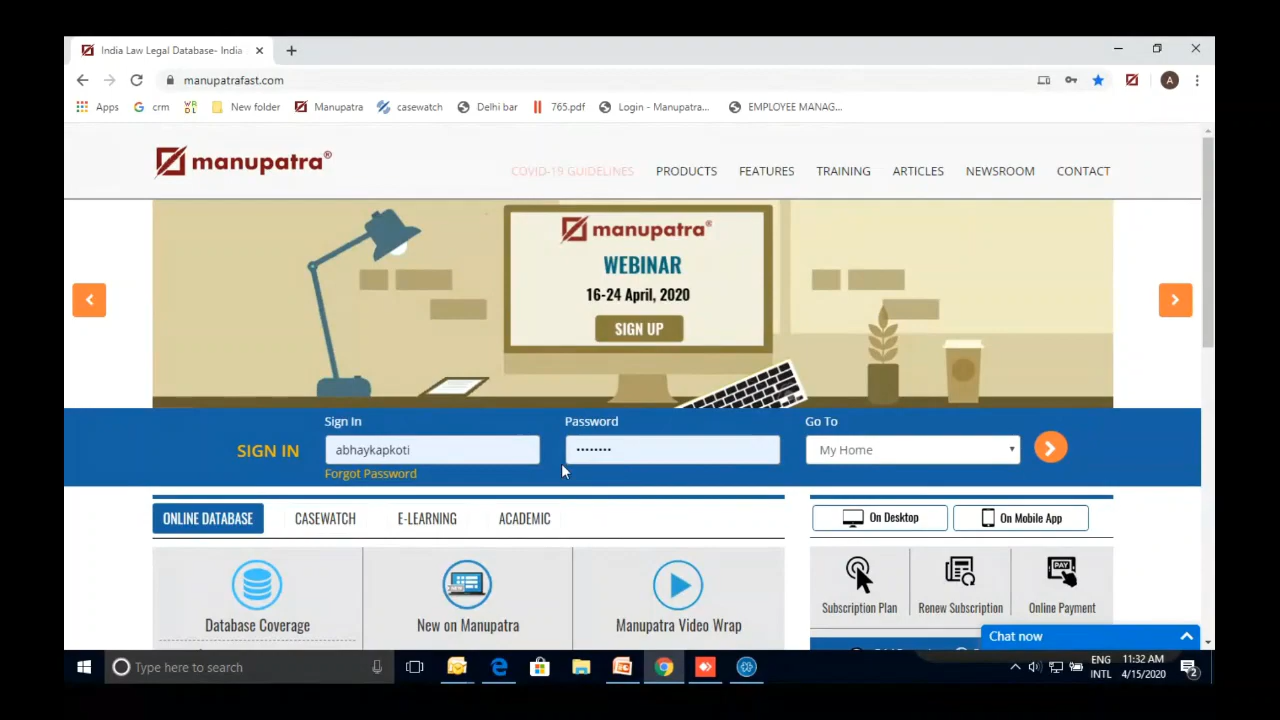 India Law Legal Database- India
manupatrafast.com
A
Apps
crm
New folder
Manupatra
casewatch
Delhi bar
765.pdf
Login - Manupatra...
EMPLOYEE MANAG...
manupatra®
COVID-19 GUIDELINES
PRODUCTS
FEATURES
TRAINING
ARTICLES
NEWSROOM
CONTACT
manupatra®
WEBINAR
16-24 April, 2020
SIGN UP
SIGN IN
Sign In
abhaykapkoti
Forgot Password
Password
••••••••
Go To
My Home
ONLINE DATABASE
CASEWATCH
E-LEARNING
ACADEMIC
On Desktop
On Mobile App
Database Coverage
New on Manupatra
Manupatra Video Wrap
PAY
Subscription Plan
Renew Subscription
Online Payment
Chat now
Type here to search
ENG
INTL
11:32 AM
4/15/2020
2